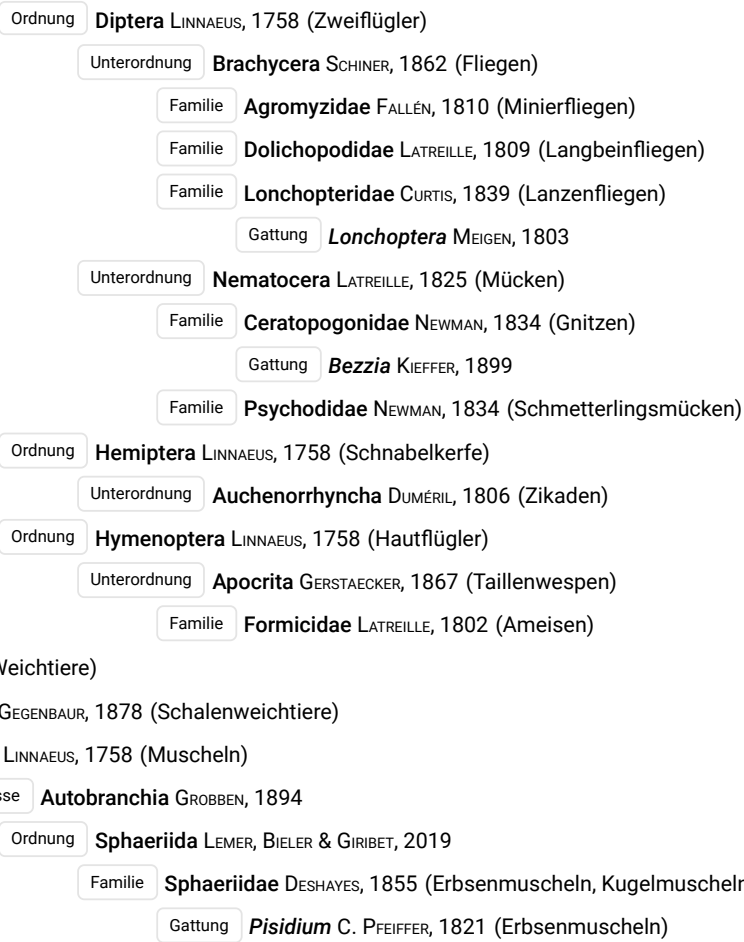 Ordnung Diptera LINNAEUS, 1758 (Zweiflügler)
Unterordnung Brachycera SCHINER, 1862 (Fliegen)
Familie Agromyzidae FALLÉN, 1810 (Minierfliegen)
Familie Dolichopodidae LATREILLE, 1809 (Langbeinfliegen)
Familie Lonchopteridae CURTIS, 1839 (Lanzenfliegen)
Gattung Lonchoptera MEIGEN, 1803
Unterordnung Nematocera LATREILLE, 1825 (Mücken)
Familie Ceratopogonidae NEWMAN, 1834 (Gnitzen)
Gattung Bezzia KIEFFER, 1899
Familie Psychodidae NEWMAN, 1834 (Schmetterlingsmücken)
Ordnung Hemiptera LINNAEUS, 1758 (Schnabelkerfe)
Unterordnung Auchenorrhyncha DUMÉRIL, 1806 (Zikaden)
Ordnung Hymenoptera LINNAEUS, 1758 (Hautflügler)
Unterordnung Apocrita GERSTAECKER, 1867 (Taillenwespen)
Familie Formicidae LATREILLE, 1802 (Ameisen)
Weichtiere)
GEGENBAUR, 1878 (Schalenweichtiere)
LINNAEUS, 1758 (Muscheln)
sse Autobranchia GROBBEN, 1894
Ordnung Sphaeriida LEMER, BIELER & GIRIBET, 2019
Familie Sphaeriidae DESHAYES, 1855 (Erbsenmuscheln, Kugelmuscheln
Gattung Pisidium C. PFEIFFER, 1821 (Erbsenmuscheln)